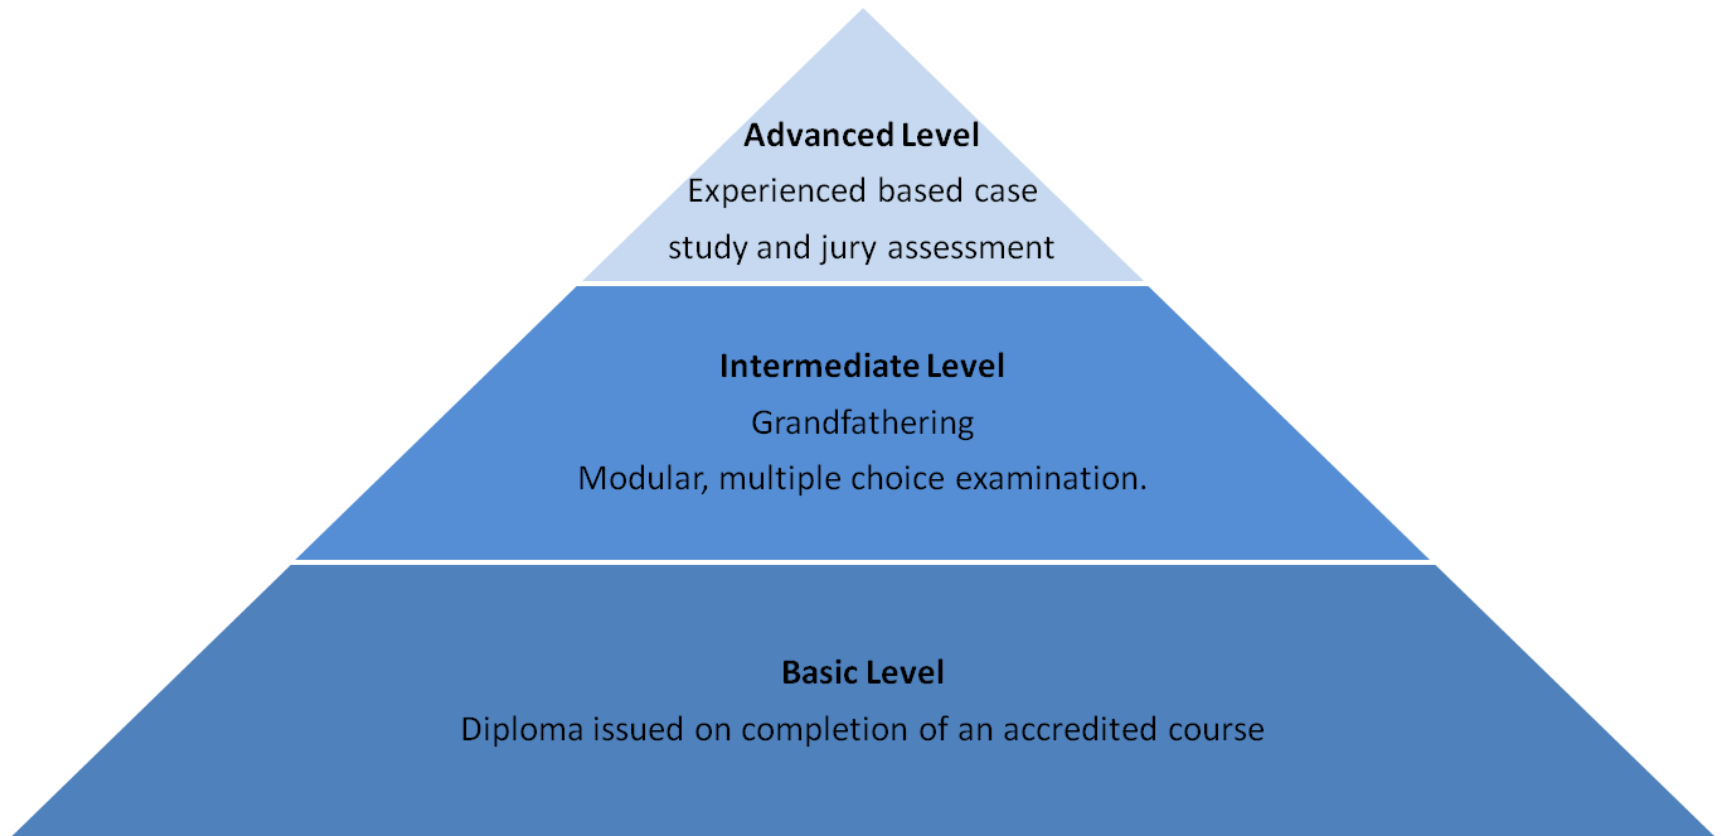 Advanced Level
Experienced based case
study and jury assessment
Intermediate Level
Grandfathering
Modular, multiple choice examination.
Basic Level
Diploma issued on completion of an accredited course